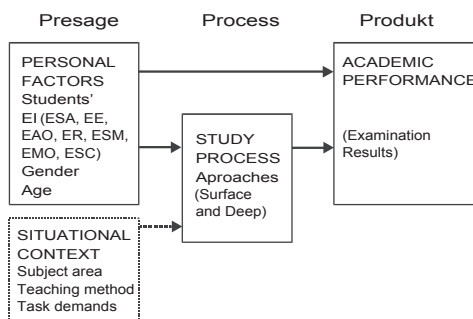 Presage Process Produkt
PERSONAL
FACTORS
Students'
EI (ESA, EE,
EAO, ER, ESM,
EMO, ESC)
Gender
Age
SITUATIONAL
CONTEXT
Subject area
Teaching method
Task demands
STUDY
PROCESS
Aproaches
(Surface
and Deep)
ACADEMIC
PERFORMANCE
(Examination
Results)